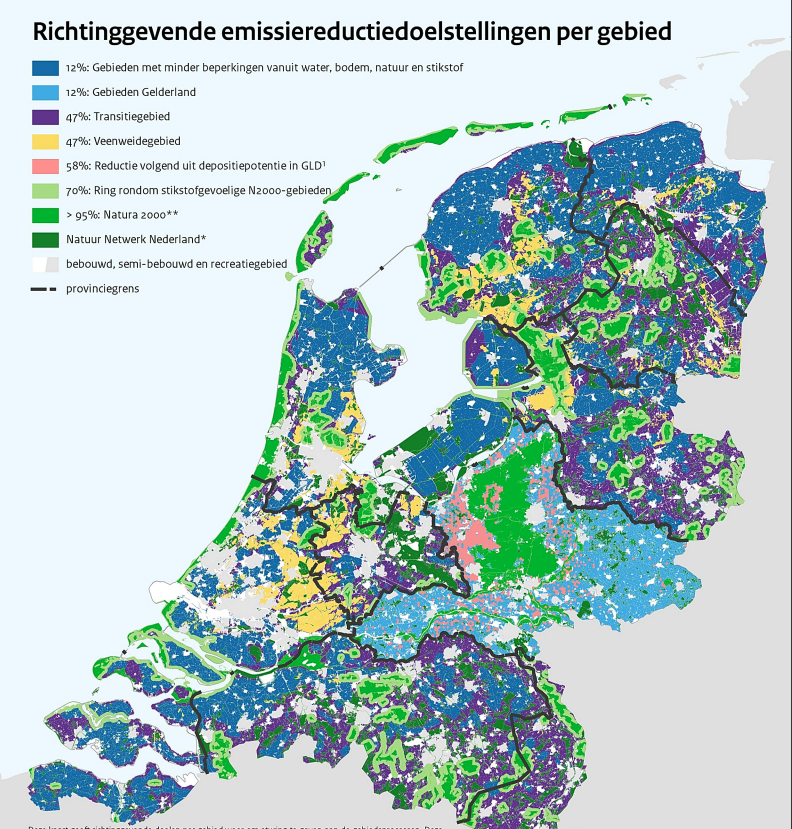 Richtinggevende emissiereductiedoelstellingen per gebied
12%: Gebieden met minder beperkingen vanuit water, bodem, natuur en stikstof
12%: Gebieden Gelderland
47%: Transitiegebied
47%: Veenweidegebied
58%: Reductie volgend uit depositiepotentie in GLD¹
70%: Ring rondom stikstofgevoelige N2000-gebieden
> 95%: Natura 2000**
Natuur Netwerk Nederland*
bebouwd, semi-bebouwd en recreatiegebied
provinciegrens